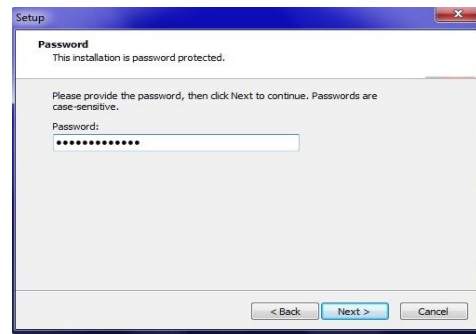 Setup
Password
This installation is password protected.
Please provide the password, then click Next to continue. Passwords are
case-sensitive.
Password:
•••••••••••••
< Back Next > Cancel